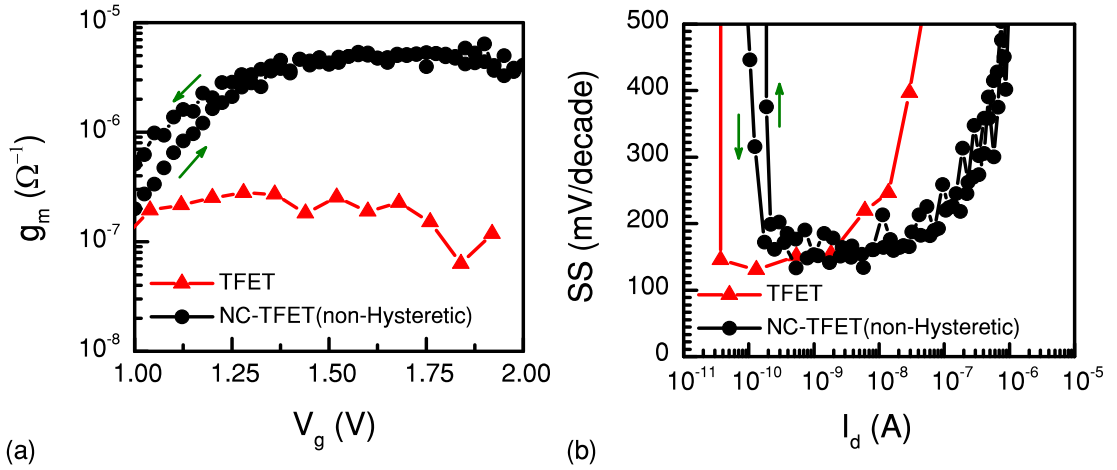 10⁻⁵
10⁻⁶
10⁻⁷
10⁻⁸
gₘ (Ω⁻¹)
TFET
NC-TFET(non-Hysteretic)
1.00 1.25 1.50 1.75 2.00
V_g (V)
(a)
500
400
300
200
100
0
SS (mV/decade)
TFET
NC-TFET(non-Hysteretic)
10⁻¹¹ 10⁻¹⁰ 10⁻⁹ 10⁻⁸ 10⁻⁷ 10⁻⁶ 10⁻⁵
I_d (A)
(b)